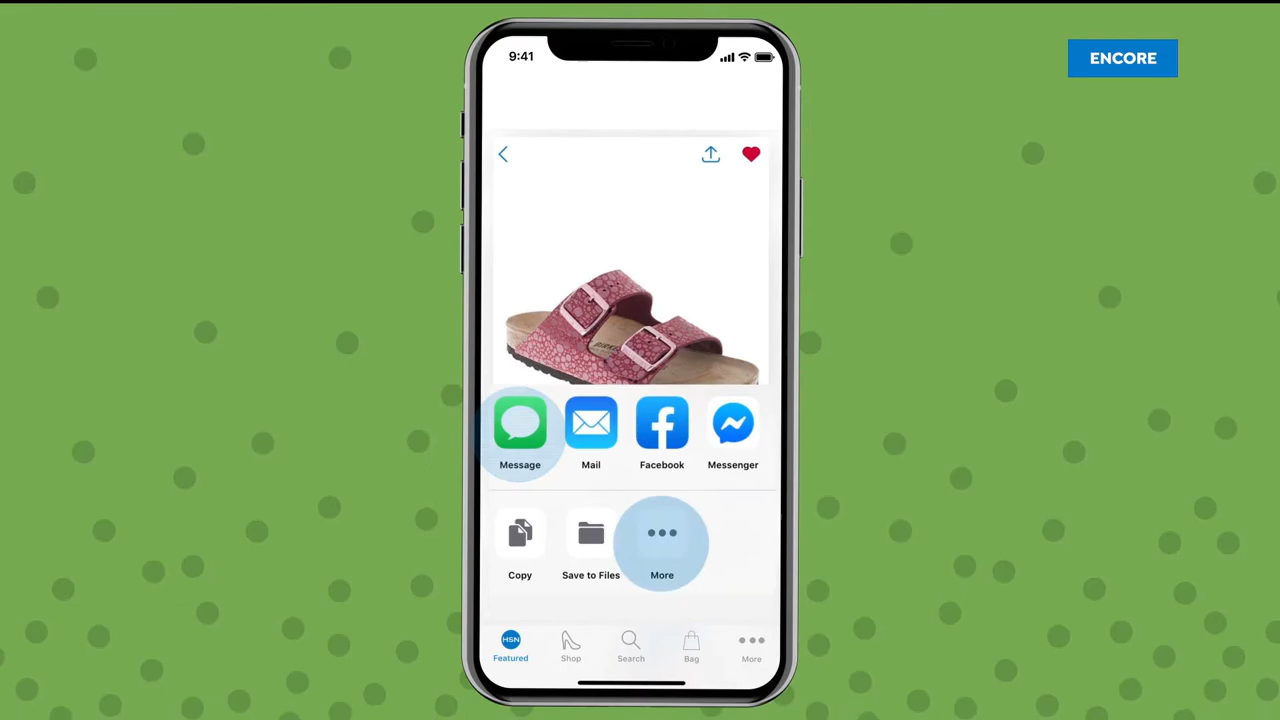 9:41
ENCORE
Message Mail Facebook Messenger
Copy Save to Files More
HSN
Featured Shop Search Bag More